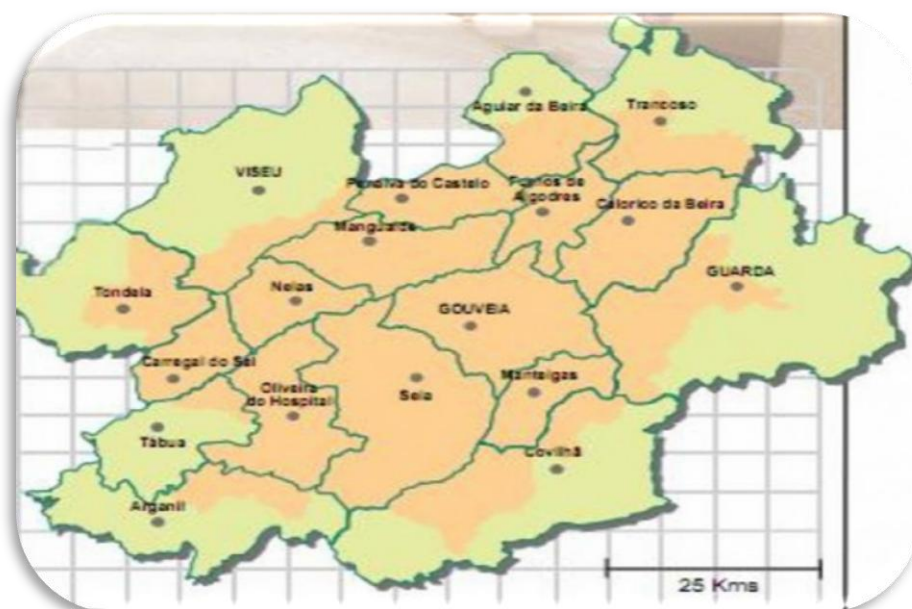 Aguiar da Beira
Trancoso
VISEU
Penalva do Castelo
Fornos de
Algodres
Celorico da Beira
Mangualde
GUARDA
Tondela
Nelas
GOUVEIA
Carregal do Sal
Oliveira
do Hospital
Seia
Manteigas
Tábua
Covilhã
Arganil
25 Kms